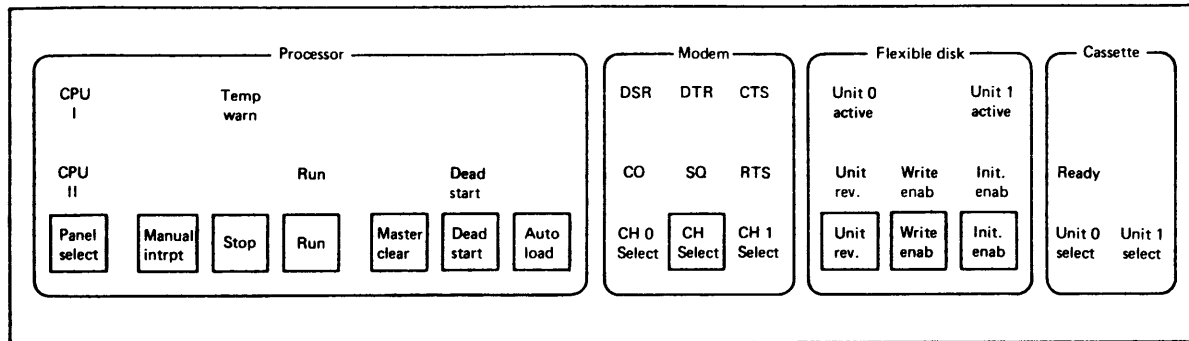 Processor
CPU
I
Temp
warn
CPU
II
Run
Dead
start
Panel
select
Manual
intrpt
Stop
Run
Master
clear
Dead
start
Auto
load
Modem
DSR DTR CTS
CO SQ RTS
CH 0
Select
CH
Select
CH 1
Select
Flexible disk
Unit 0
active
Unit 1
active
Unit
rev.
Write
enab
Init.
enab
Unit
rev.
Write
enab
Init.
enab
Cassette
Ready
Unit 0
select
Unit 1
select